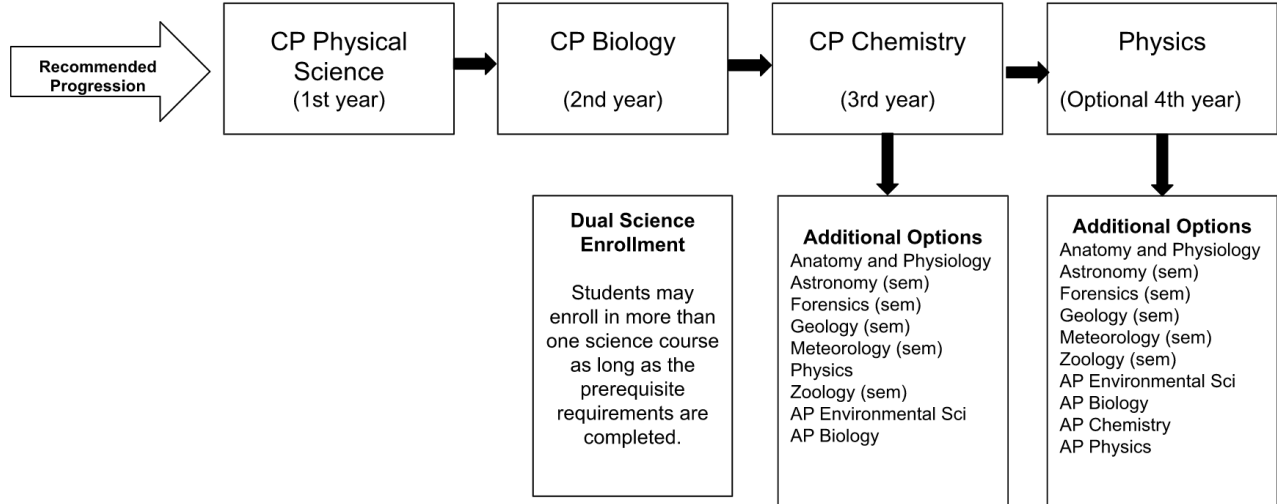 Recommended
Progression
CP Physical
Science
(1st year)
CP Biology
(2nd year)
CP Chemistry
(3rd year)
Physics
(Optional 4th year)
Dual Science
Enrollment
Students may
enroll in more than
one science course
as long as the
prerequisite
requirements are
completed.
Additional Options
Anatomy and Physiology
Astronomy (sem)
Forensics (sem)
Geology (sem)
Meteorology (sem)
Physics
Zoology (sem)
AP Environmental Sci
AP Biology
Additional Options
Anatomy and Physiology
Astronomy (sem)
Forensics (sem)
Geology (sem)
Meteorology (sem)
Zoology (sem)
AP Environmental Sci
AP Biology
AP Chemistry
AP Physics